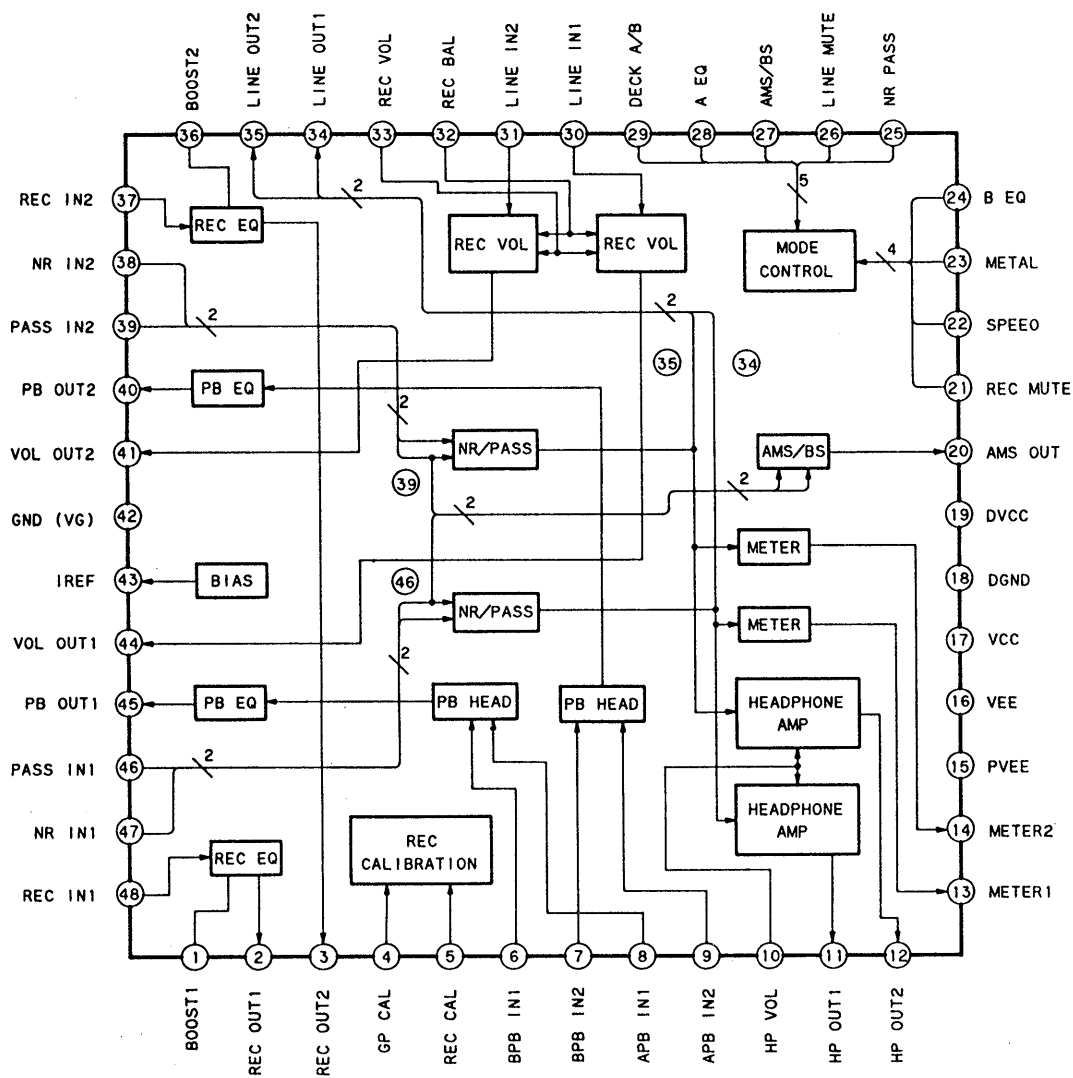 BOOST2
LINE OUT2
LINE OUT1
REC VOL
REC BAL
LINE IN2
LINE IN1
DECK A/B
A EQ
AMS/BS
LINE MUTE
NR PASS
36
35
34
33
32
31
30
29
28
27
26
25
REC IN2
37
REC EQ
2
REC VOL
REC VOL
5
MODE
CONTROL
4
24
B EQ
NR IN2
38
23
METAL
PASS IN2
39
2
2
22
SPEEO
35
34
PB OUT2
40
PB EQ
2
21
REC MUTE
VOL OUT2
41
NR/PASS
AMS/BS
20
AMS OUT
39
2
2
GND (VG)
42
19
DVCC
METER
IREF
43
BIAS
46
18
DGND
NR/PASS
METER
VOL OUT1
44
2
17
VCC
PB OUT1
45
PB EQ
PB HEAD
PB HEAD
HEADPHONE
AMP
16
VEE
PASS IN1
46
2
15
PVEE
NR IN1
47
REC
CALIBRATION
HEADPHONE
AMP
14
METER2
REC IN1
48
REC EQ
13
METER1
1
2
3
4
5
6
7
8
9
10
11
12
BOOST1
REC OUT1
REC OUT2
GP CAL
REC CAL
BPB IN1
BPB IN2
APB IN1
APB IN2
HP VOL
HP OUT1
HP OUT2